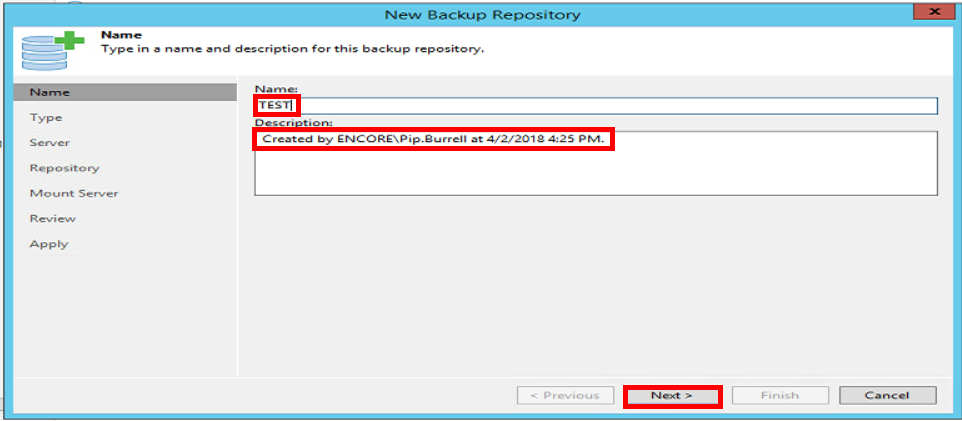 New Backup Repository
Name
Type in a name and description for this backup repository.
Name
Type
Server
Repository
Mount Server
Review
Apply
Name:
TEST
Description:
Created by ENCORE\Pip.Burrell at 4/2/2018 4:25 PM.
< Previous
Next >
Finish
Cancel